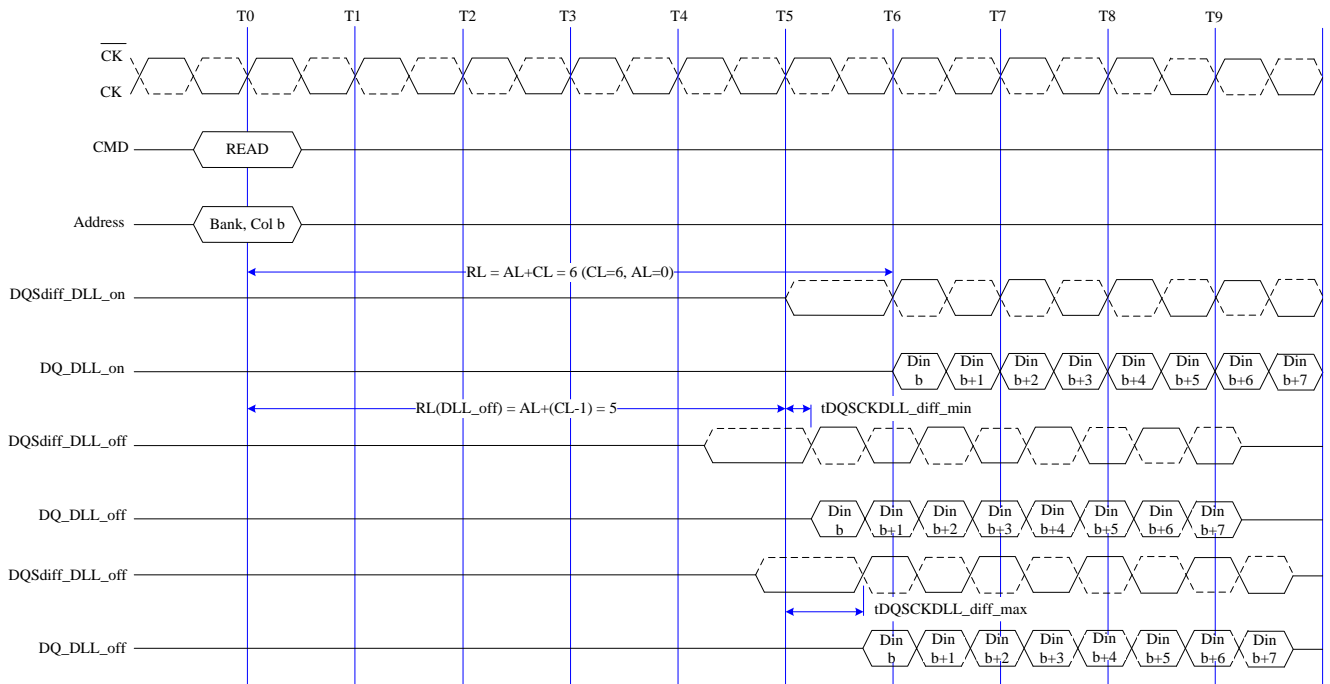 T0 T1 T2 T3 T4 T5 T6 T7 T8 T9
CK
CK
CMD READ
Address Bank, Col b
RL = AL+CL = 6 (CL=6, AL=0)
DQSdiff_DLL_on
DQ_DLL_on Din b Din b+1 Din b+2 Din b+3 Din b+4 Din b+5 Din b+6 Din b+7
RL(DLL_off) = AL+(CL-1) = 5 tDQSCKDLL_diff_min
DQSdiff_DLL_off
DQ_DLL_off Din b Din b+1 Din b+2 Din b+3 Din b+4 Din b+5 Din b+6 Din b+7
DQSdiff_DLL_off
tDQSCKDLL_diff_max
DQ_DLL_off Din b Din b+1 Din b+2 Din b+3 Din b+4 Din b+5 Din b+6 Din b+7